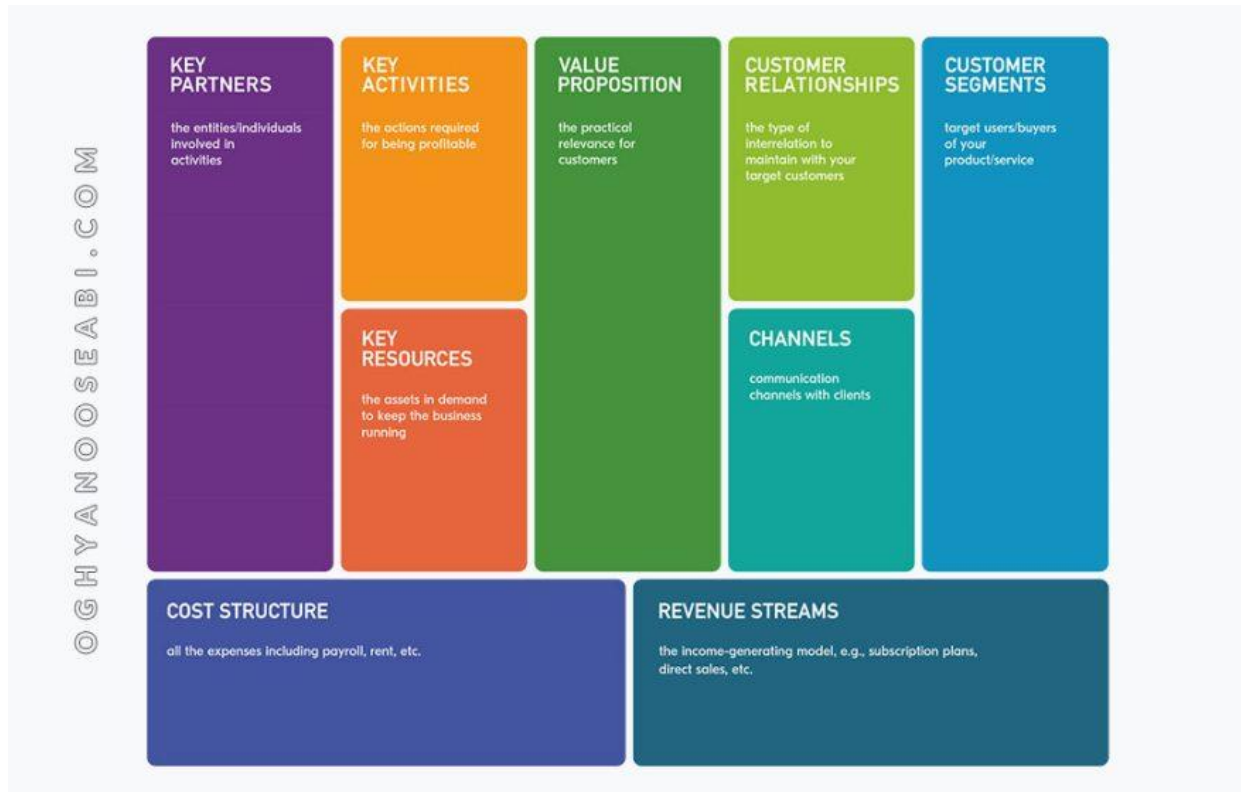 OGHYANOOSEABI.COM
KEY
PARTNERS
the entities/individuals
involved in
activities
KEY
ACTIVITIES
the actions required
for being profitable
KEY
RESOURCES
the assets in demand
to keep the business
running
VALUE
PROPOSITION
the practical
relevance for
customers
CUSTOMER
RELATIONSHIPS
the type of
interrelation to
maintain with your
target customers
CHANNELS
communication
channels with clients
CUSTOMER
SEGMENTS
target users/buyers
of your
product/service
COST STRUCTURE
all the expenses including payroll, rent, etc.
REVENUE STREAMS
the income-generating model, e.g., subscription plans,
direct sales, etc.